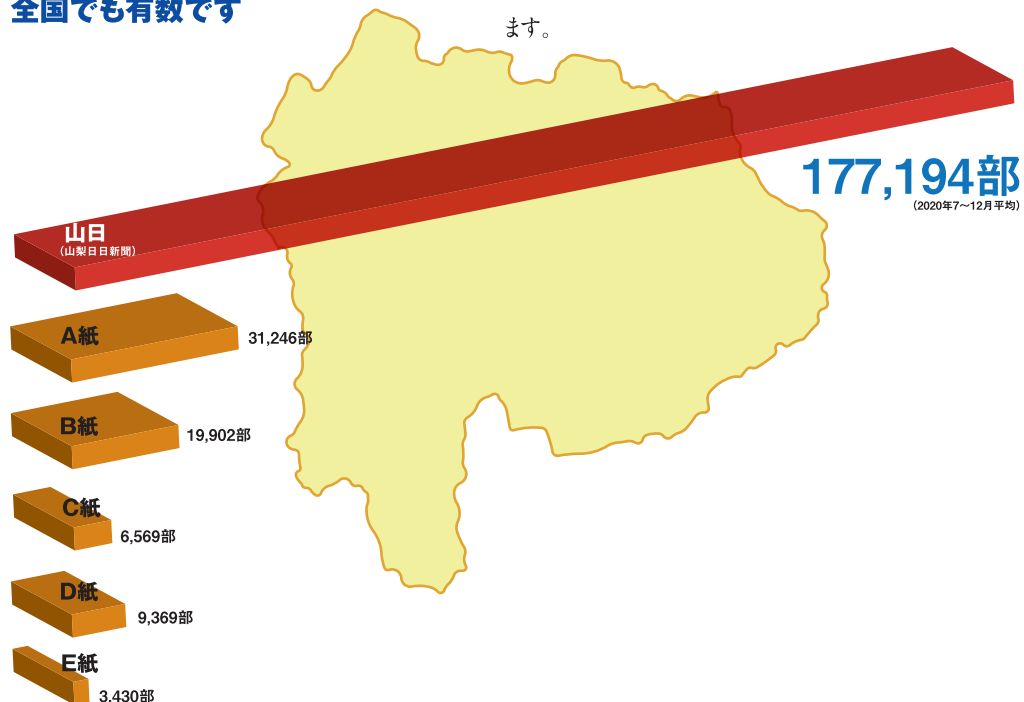 全国でも有数です
ます。
177,194部
（2020年7～12月平均）
山日
（山梨日日新聞）
A紙
31,246部
B紙
19,902部
C紙
6,569部
D紙
9,369部
E紙
3,430部